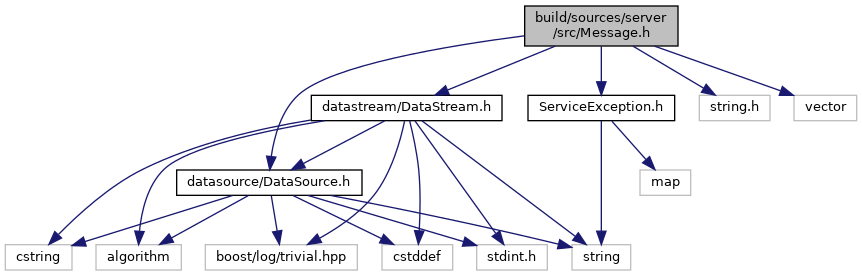 build/sources/server
/src/Message.h
datastream/DataStream.h
ServiceException.h
string.h
vector
datasource/DataSource.h
map
cstring
algorithm
boost/log/trivial.hpp
cstddef
stdint.h
string